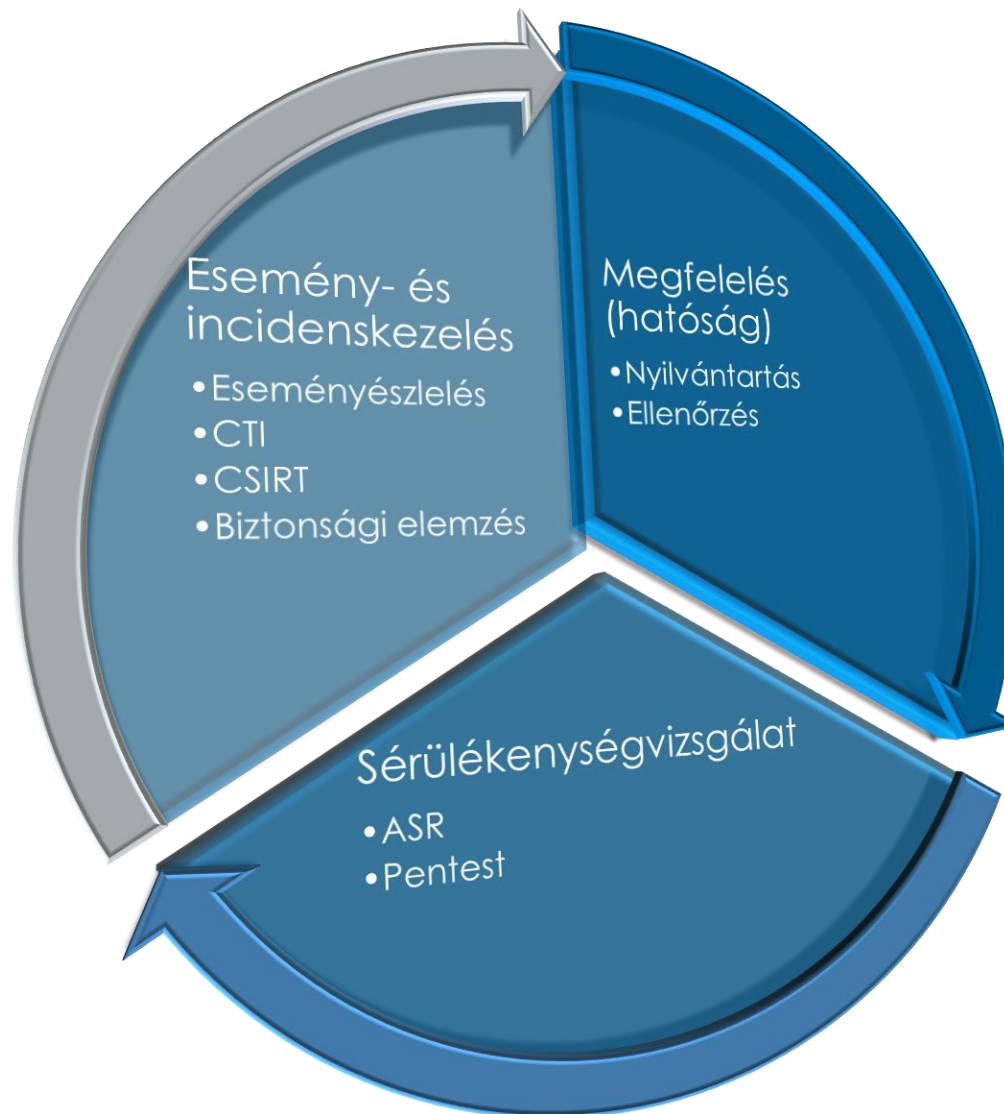 Esemény- és
incidenskezelés
•Eseményészlelés
•CTI
•CSIRT
•Biztonsági elemzés
Megfelelés
(hatóság)
•Nyilvántartás
•Ellenőrzés
Sérülékenységvizsgálat
•ASR
•Pentest